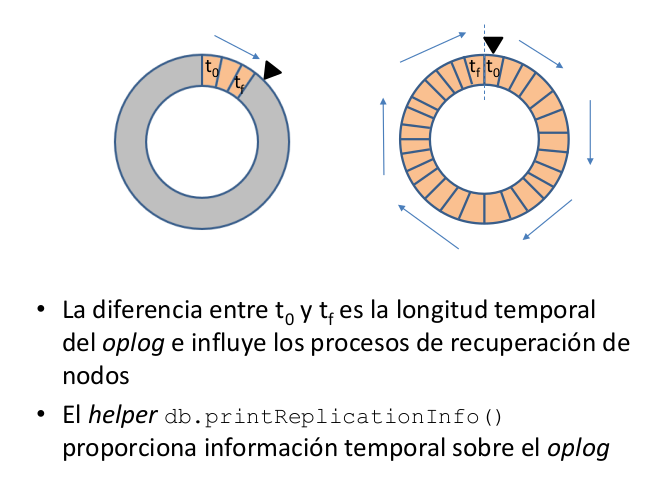 t0
tf
tf t0
• La diferencia entre t0 y tf es la longitud temporal
del oplog e influye los procesos de recuperación de
nodos
• El helper db.printReplicationInfo()
proporciona información temporal sobre el oplog